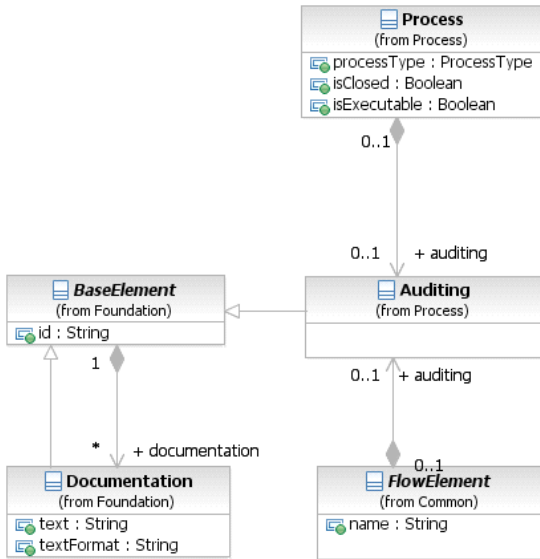 Process
(from Process)
processType : ProcessType
isClosed : Boolean
isExecutable : Boolean
0..1
0..1 + auditing
BaseElement
(from Foundation)
id : String
Auditing
(from Process)
1
0..1 + auditing
* + documentation
0..1
Documentation
(from Foundation)
text : String
textFormat : String
FlowElement
(from Common)
name : String